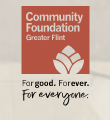 Community
Foundation
Greater Flint
For good. Forever.
For everyone.